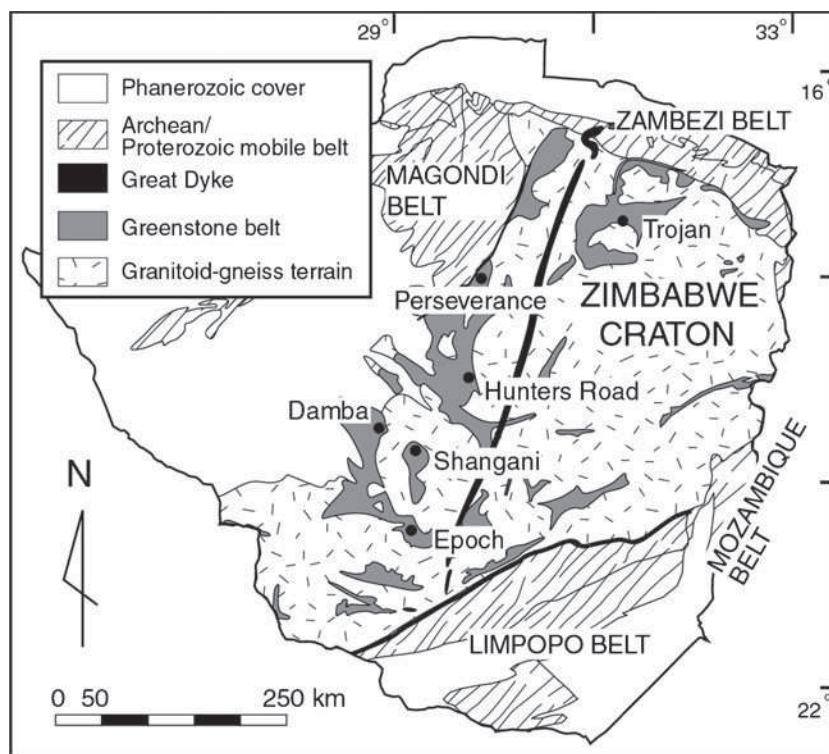 29°
33°
16°
Phanerozoic cover
Archean/
Proterozoic mobile belt
Great Dyke
Greenstone belt
Granitoid-gneiss terrain
ZAMBEZI BELT
MAGONDI
BELT
Trojan
Perseverance
ZIMBABWE
CRATON
Hunters Road
Damba
Shangani
N
Epoch
MOZAMBIQUE
BELT
LIMPOPO BELT
0 50 250 km
22°